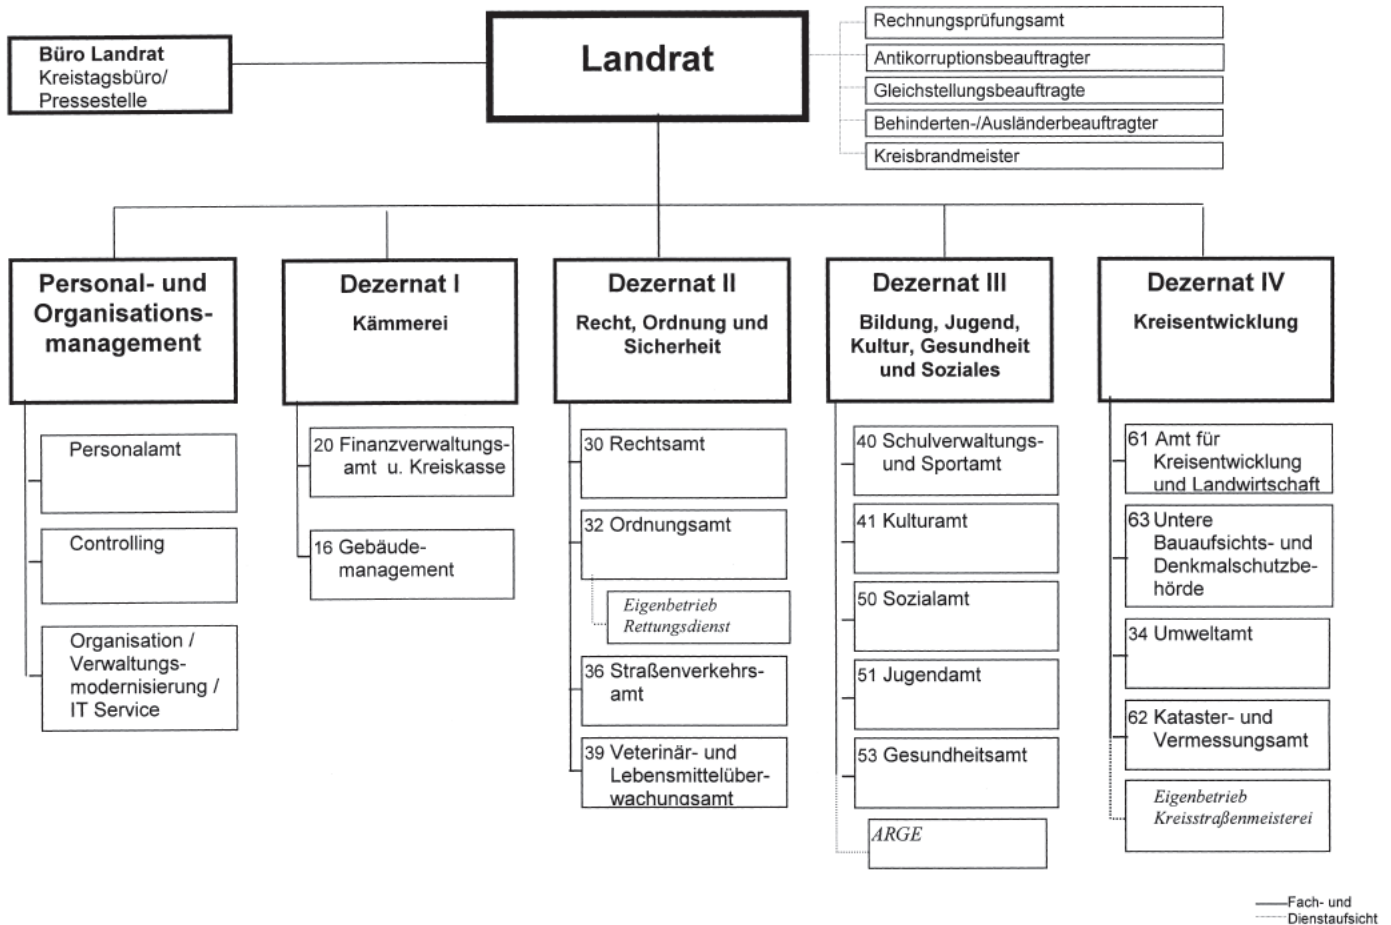 Landrat
Büro Landrat
Kreistagsbüro/
Pressestelle
Rechnungsprüfungsamt
Antikorruptionsbeauftragter
Gleichstellungsbeauftragte
Behinderten-/Ausländerbeauftragter
Kreisbrandmeister
Personal- und
Organisations-
management
Personalamt
Controlling
Organisation /
Verwaltungs-
modernisierung /
IT Service
Dezernat I
Kämmerei
20 Finanzverwaltungs-
amt u. Kreiskasse
16 Gebäude-
management
Dezernat II
Recht, Ordnung und
Sicherheit
30 Rechtsamt
32 Ordnungsamt
Eigenbetrieb
Rettungsdienst
36 Straßenverkehrs-
amt
39 Veterinär- und
Lebensmittelüber-
wachungsamt
Dezernat III
Bildung, Jugend,
Kultur, Gesundheit
und Soziales
40 Schulverwaltungs-
und Sportamt
41 Kulturamt
50 Sozialamt
51 Jugendamt
53 Gesundheitsamt
ARGE
Dezernat IV
Kreisentwicklung
61 Amt für
Kreisentwicklung
und Landwirtschaft
63 Untere
Bauaufsichts- und
Denkmalschutzbe-
hörde
34 Umweltamt
62 Kataster- und
Vermessungsamt
Eigenbetrieb
Kreisstraßenmeisterei
Fach- und
Dienstaufsicht